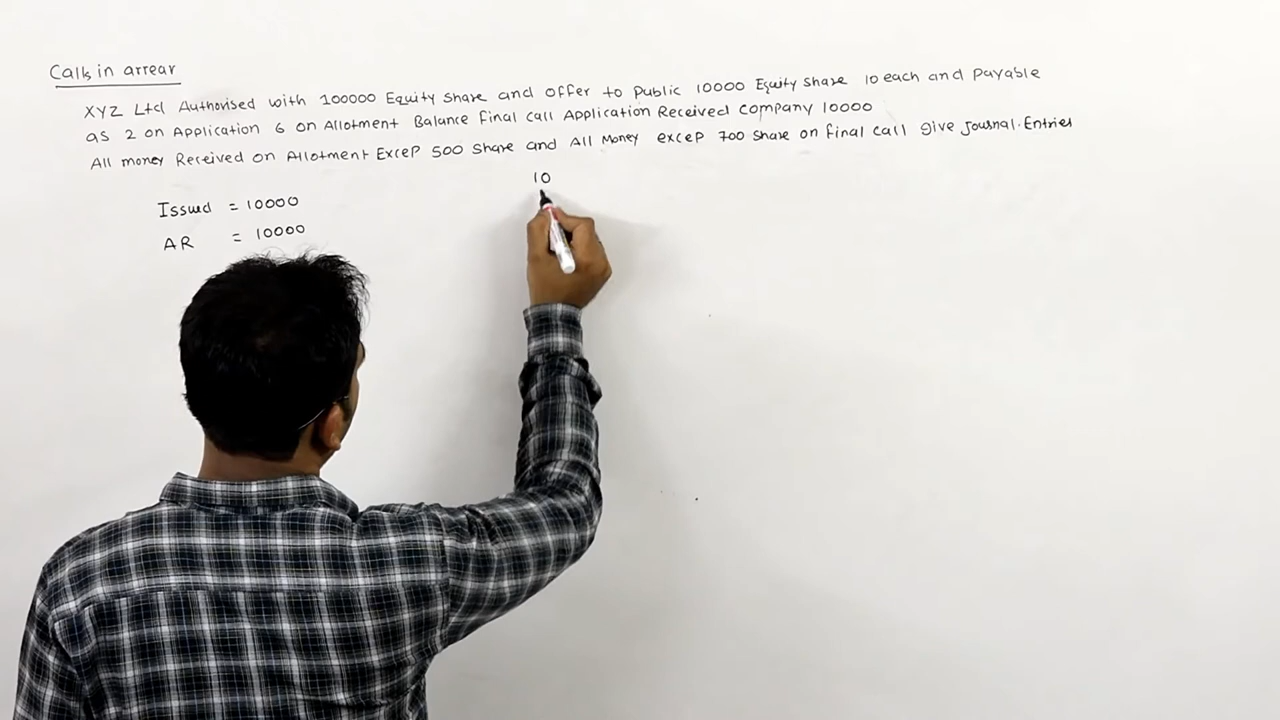 Calls in arrear
XYZ Ltd Authorised with 100000 Equity share and offer to Public 10000 Equity share 10 each and Payable
as 2 on Application 6 on Allotment Balance final call Application Received Company 10000
All money Received on Allotment Excep 500 Share and All Money excep 700 share on final call give Journal.Entries
10
Issued = 10000
AR = 10000